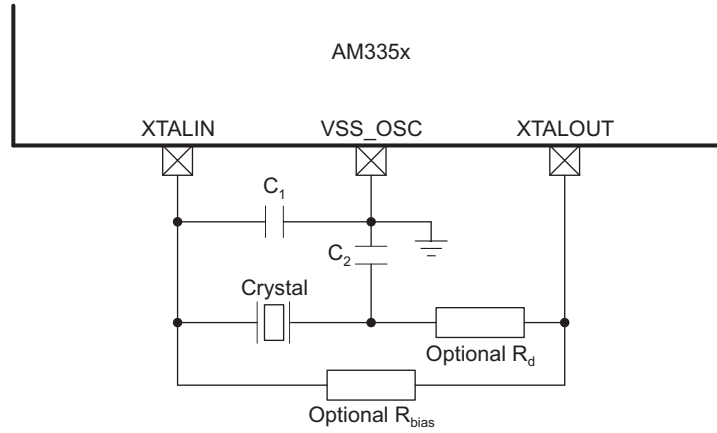 AM335x
XTALIN
VSS_OSC
XTALOUT
C1
C2
Crystal
Optional Rd
Optional Rbias